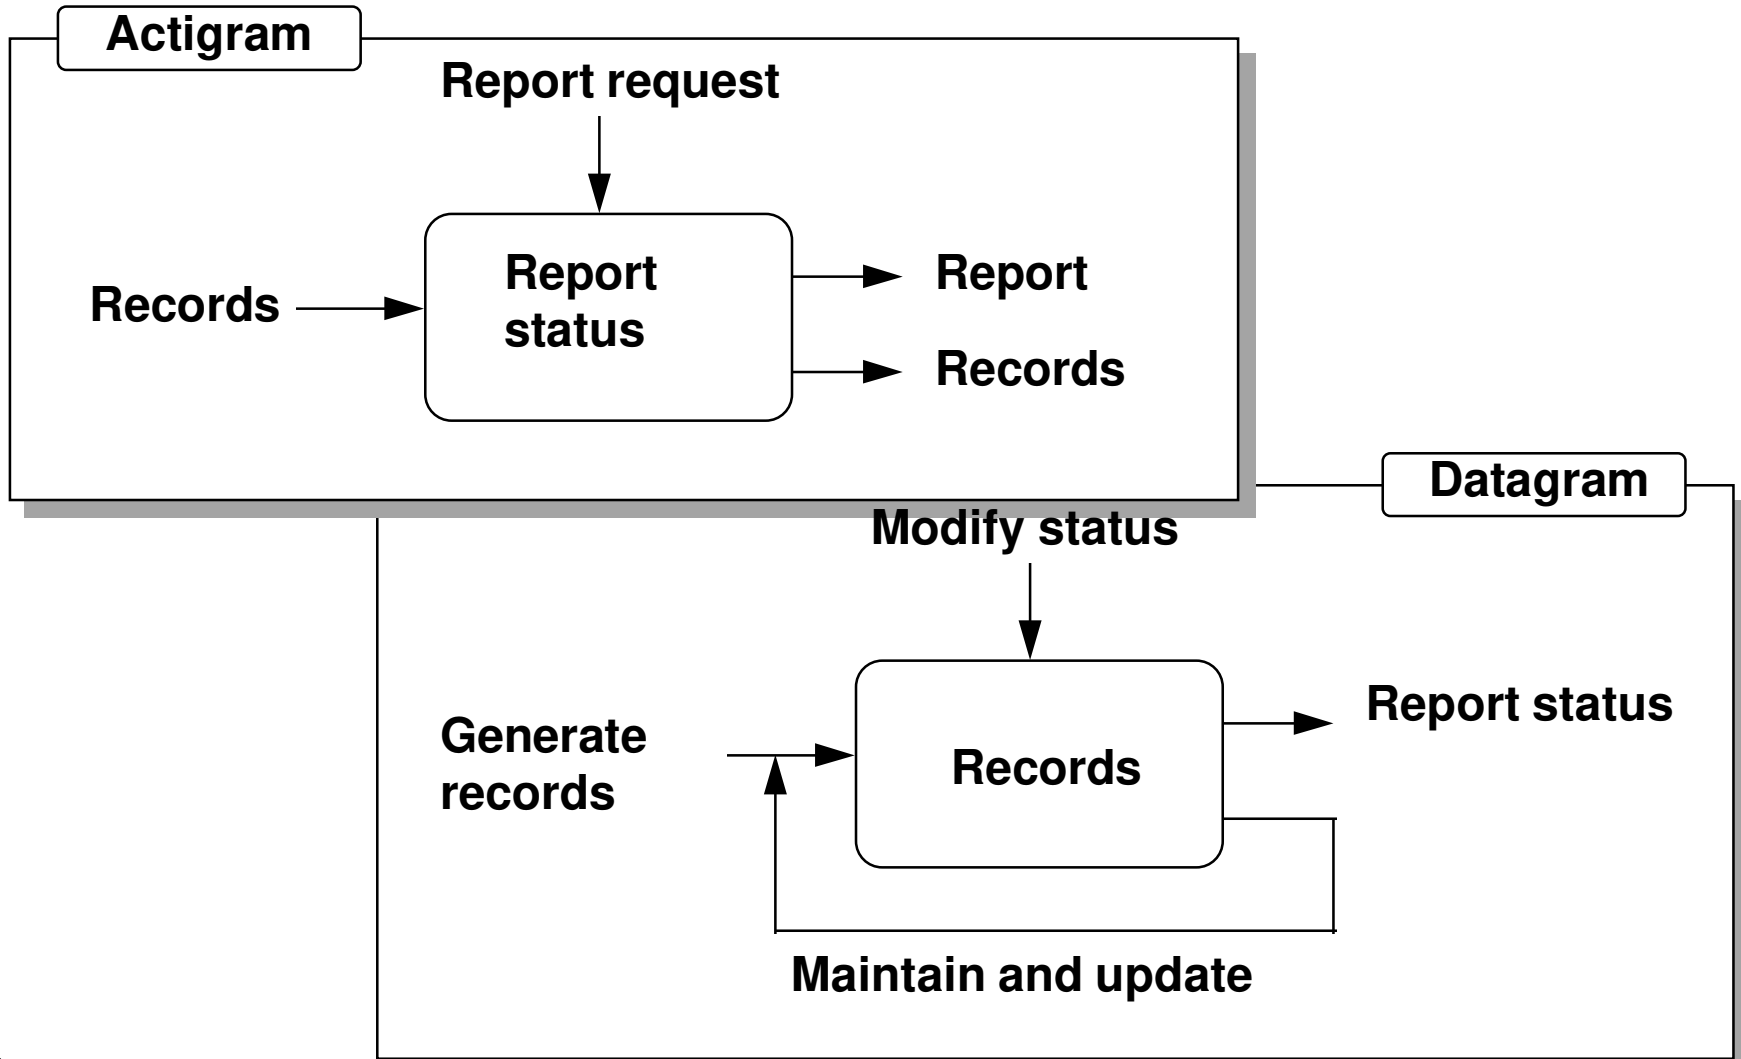 Actigram
Report request
Records
Report
status
Report
Records
Datagram
Modify status
Generate
records
Records
Report status
Maintain and update